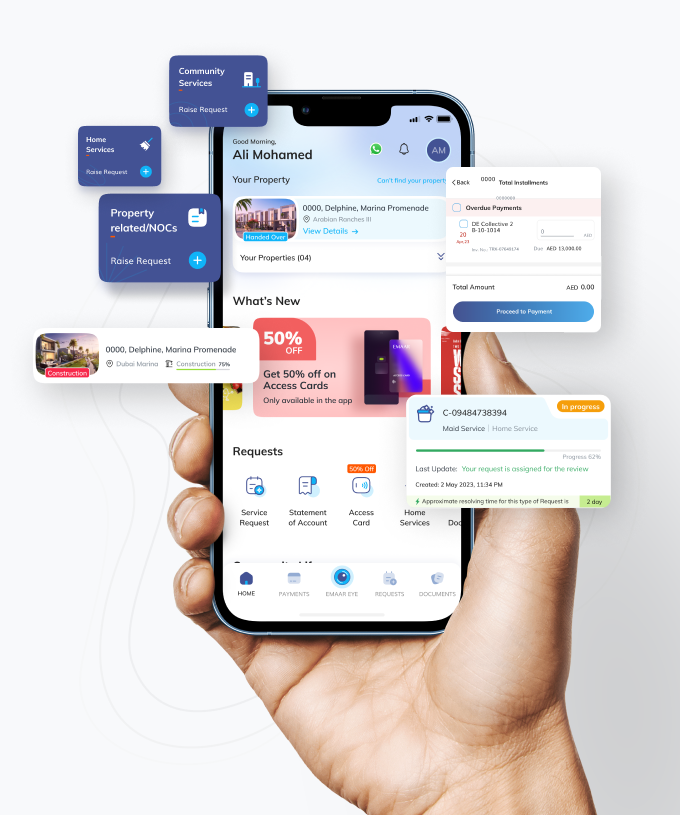 Community
Services
Raise Request
Home
Services
Raise Request
Property
related/NOCs
Raise Request
Good Morning,
Ali Mohamed
AM
Your Property
Can't find your property
0000, Delphine, Marina Promenade
Arabian Ranches III
View Details
Handed Over
Your Properties (04)
Back
0000
Total Installments
0000000
Overdue Payments
DE Collective 2
B-10-1014
20
Apr,23
0
AED
Due AED 13,000.00
Total Amount
AED 0.00
Proceed to Payment
What's New
0000, Delphine, Marina Promenade
Dubai Marina
Construction 75%
Construction
50%
OFF
Get 50% off on
Access Cards
Only available in the app
EMAAR
C-09484738394
In progress
Maid Service | Home Service
Progress 62%
Last Update: Your request is assigned for the review.
Created: 2 May 2023, 11:34 PM
Approximate resolving time for this type of Request is
2 day
Requests
50% Off
Service
Request
Statement
of Account
Access
Card
Home
Services
Doc
HOME
PAYMENTS
EMAAR EYE
REQUESTS
DOCUMENTS